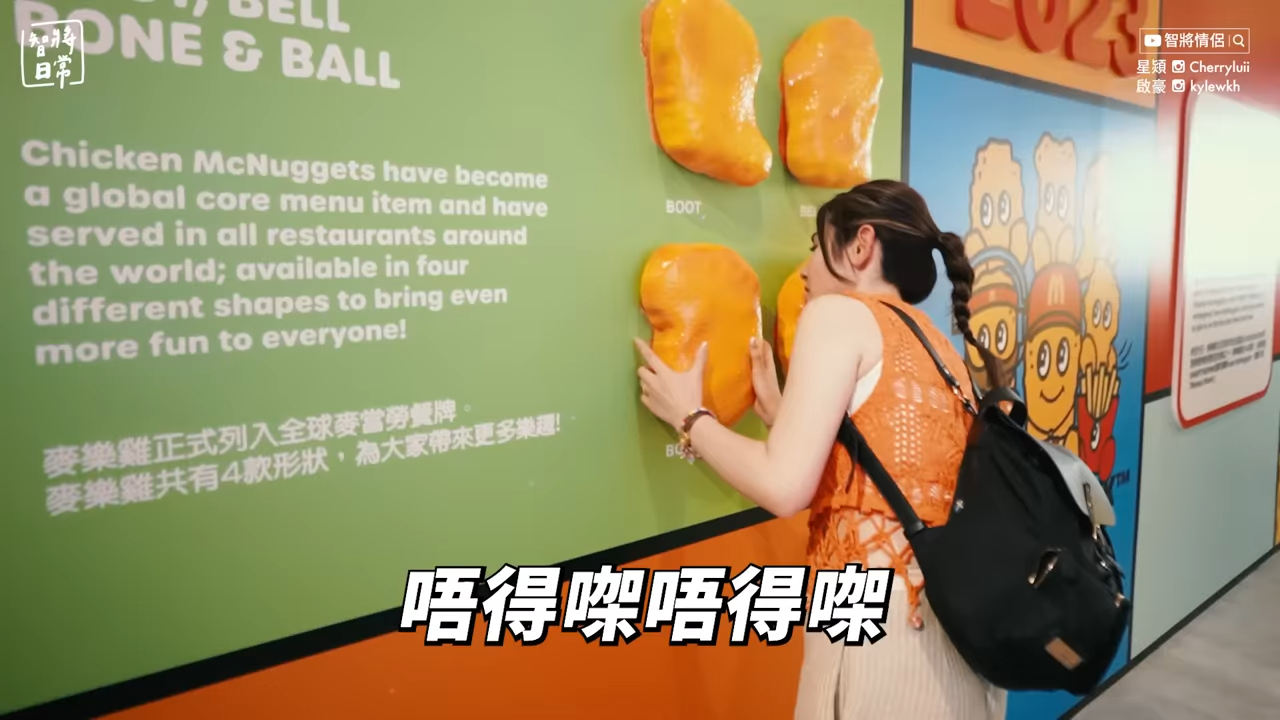 智將
日常
BELL
BONE & BALL
Chicken McNuggets have become
a global core menu item and have
served in all restaurants around
the world; available in four
different shapes to bring even
more fun to everyone!
麥樂雞正式列入全球麥當勞餐牌。
麥樂雞共有4款形狀，為大家帶來更多樂趣!
BOOT
2023
智將情侶
星熲 Cherryluii
啟豪 kylewkh
唔得㗎唔得㗎